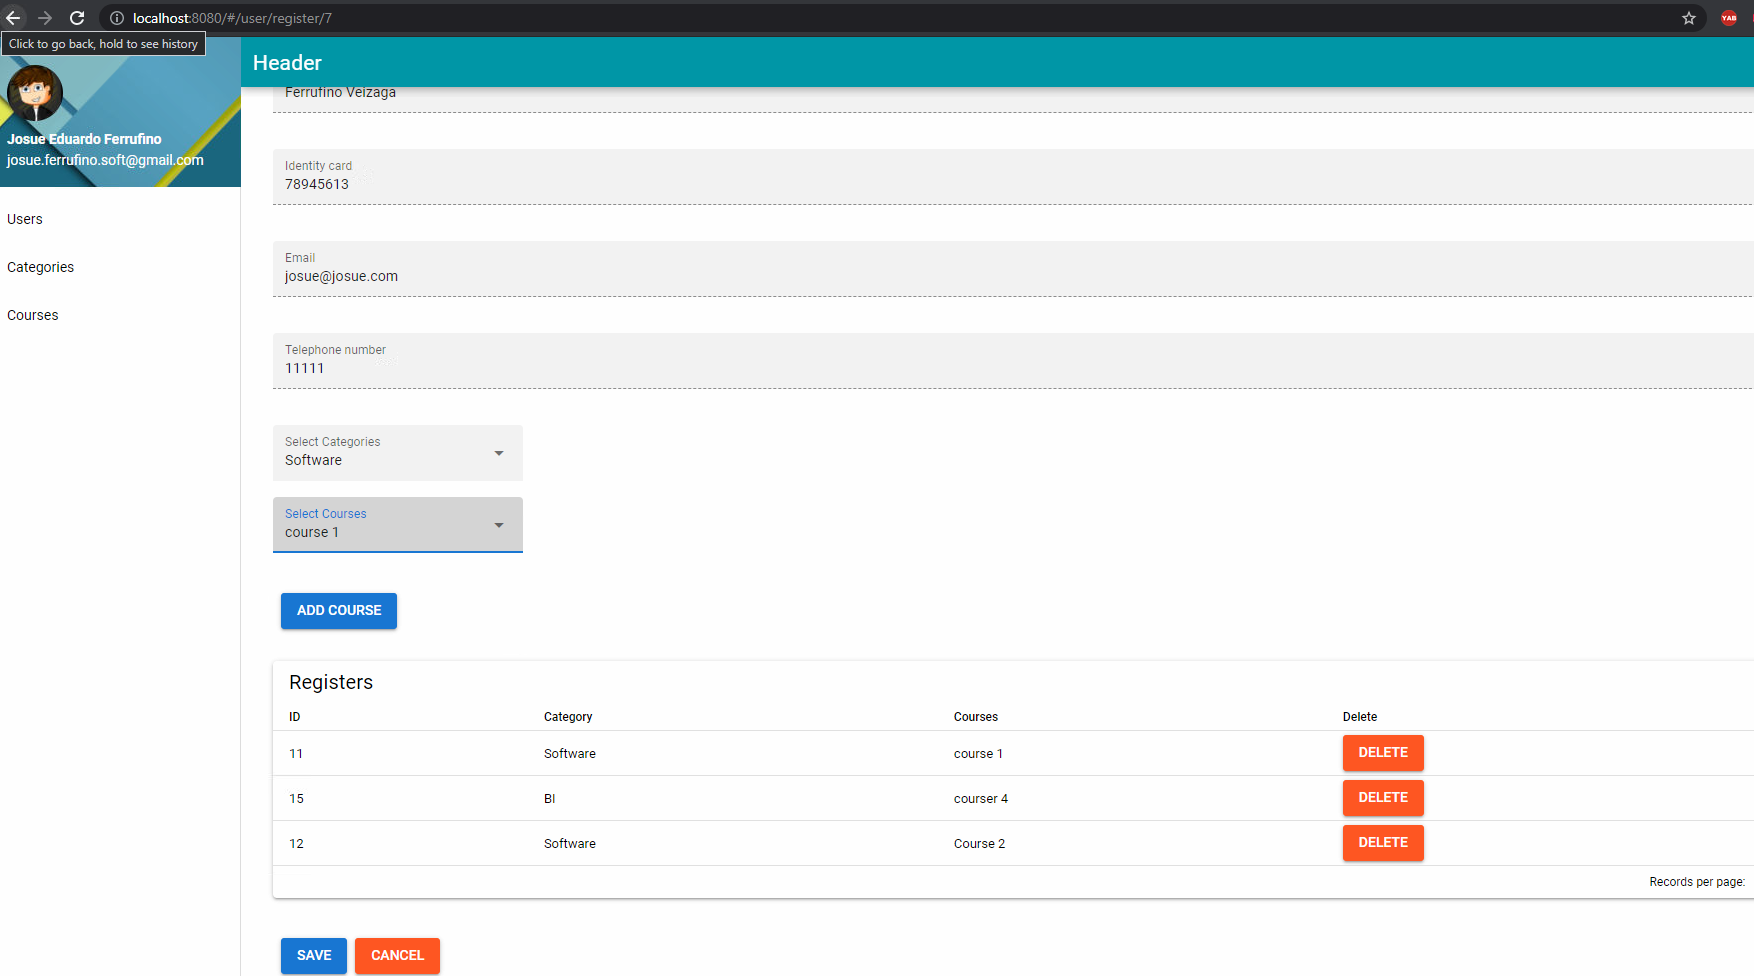 localhost:8080/#/user/register/7
YAB
Click to go back, hold to see history
Header
Josue Eduardo Ferrufino
josue.ferrufino.soft@gmail.com
Users
Categories
Courses
Ferrufino Veizaga
Identity card
78945613
Email
josue@josue.com
Telephone number
11111
Select Categories
Software
Select Courses
course 1
ADD COURSE
Registers
ID Category Courses Delete
11 Software course 1 DELETE
15 BI courser 4 DELETE
12 Software Course 2 DELETE
Records per page:
SAVE CANCEL